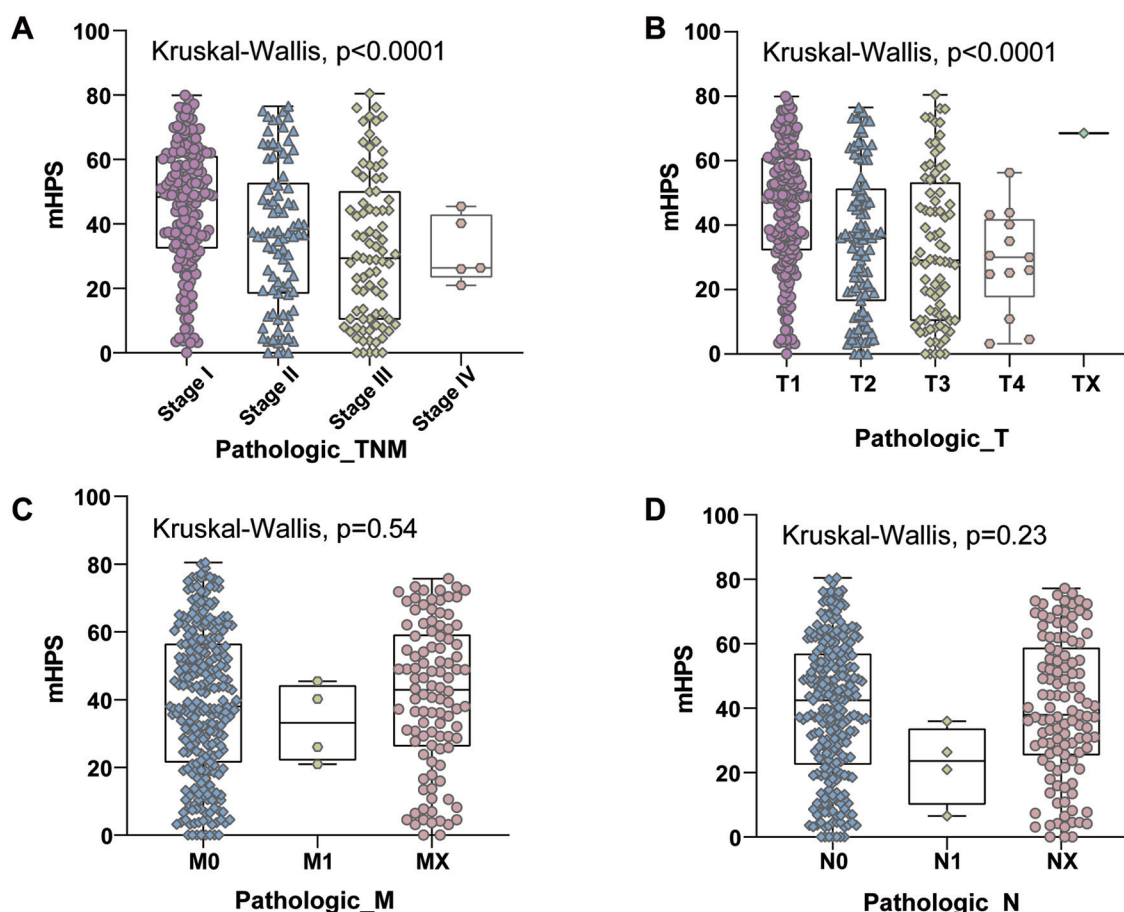 A
Kruskal-Wallis, p<0.0001
100
80
60
40
20
0
mHPS
Stage I
Stage II
Stage III
Stage IV
Pathologic_TNM
B
Kruskal-Wallis, p<0.0001
100
80
60
40
20
0
mHPS
T1 T2 T3 T4 TX
Pathologic_T
C
Kruskal-Wallis, p=0.54
100
80
60
40
20
0
mHPS
M0 M1 MX
Pathologic_M
D
Kruskal-Wallis, p=0.23
100
80
60
40
20
0
mHPS
N0 N1 NX
Pathologic_N